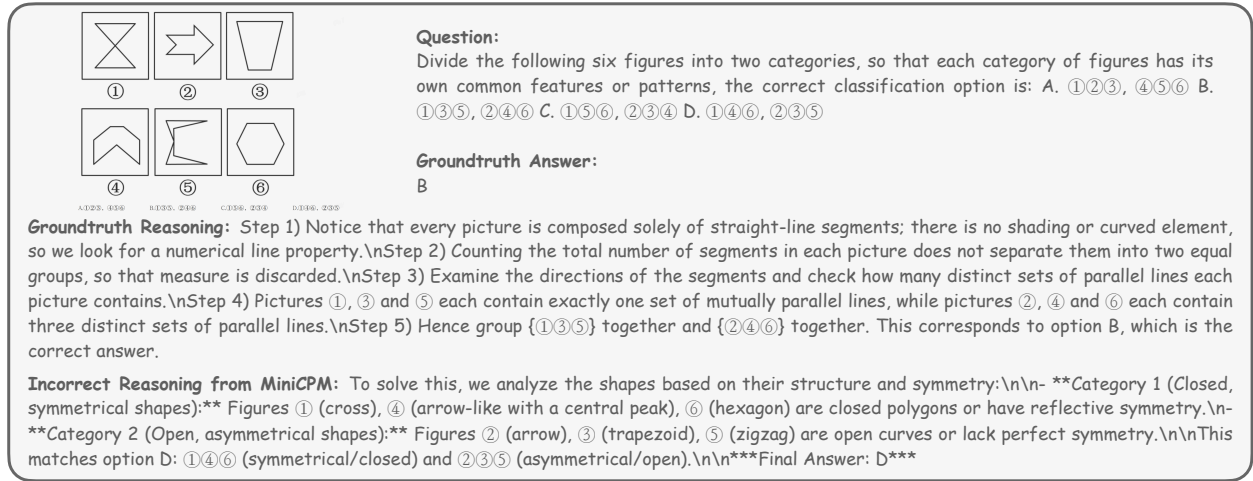 ① ② ③
④ ⑤ ⑥
A.①②③, ④⑤⑥ B.①③⑤, ②④⑥ C.①⑤⑥, ②③④ D.①④⑥, ②③⑤
Question:
Divide the following six figures into two categories, so that each category of figures has its
own common features or patterns, the correct classification option is: A. ①②③, ④⑤⑥ B.
①③⑤, ②④⑥ C. ①⑤⑥, ②③④ D. ①④⑥, ②③⑤
Groundtruth Answer:
B
Groundtruth Reasoning: Step 1) Notice that every picture is composed solely of straight-line segments; there is no shading or curved element,
so we look for a numerical line property.\nStep 2) Counting the total number of segments in each picture does not separate them into two equal
groups, so that measure is discarded.\nStep 3) Examine the directions of the segments and check how many distinct sets of parallel lines each
picture contains.\nStep 4) Pictures ①, ③ and ⑤ each contain exactly one set of mutually parallel lines, while pictures ②, ④ and ⑥ each contain
three distinct sets of parallel lines.\nStep 5) Hence group {①③⑤} together and {②④⑥} together. This corresponds to option B, which is the
correct answer.
Incorrect Reasoning from MiniCPM: To solve this, we analyze the shapes based on their structure and symmetry:\n\n- **Category 1 (Closed,
symmetrical shapes):** Figures ① (cross), ④ (arrow-like with a central peak), ⑥ (hexagon) are closed polygons or have reflective symmetry.\n-
**Category 2 (Open, asymmetrical shapes):** Figures ② (arrow), ③ (trapezoid), ⑤ (zigzag) are open curves or lack perfect symmetry.\n\nThis
matches option D: ①④⑥ (symmetrical/closed) and ②③⑤ (asymmetrical/open).\n\n***Final Answer: D***